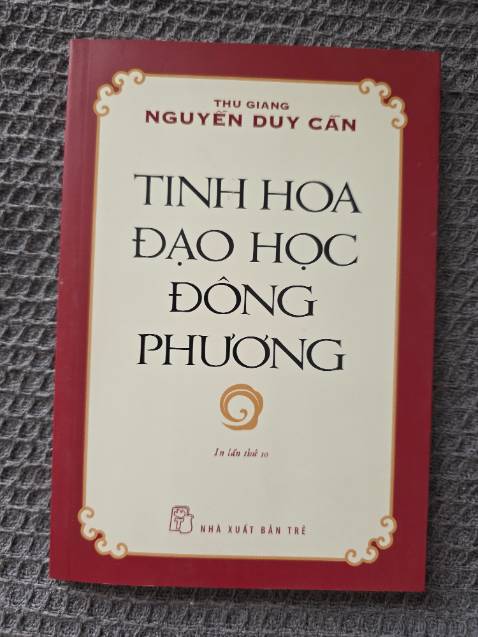 THU GIANG
NGUYỄN DUY CẦN
TINH HOA
ĐẠO HỌC
ĐÔNG
PHƯƠNG
In lần thứ 10
NHÀ XUẤT BẢN TRẺ